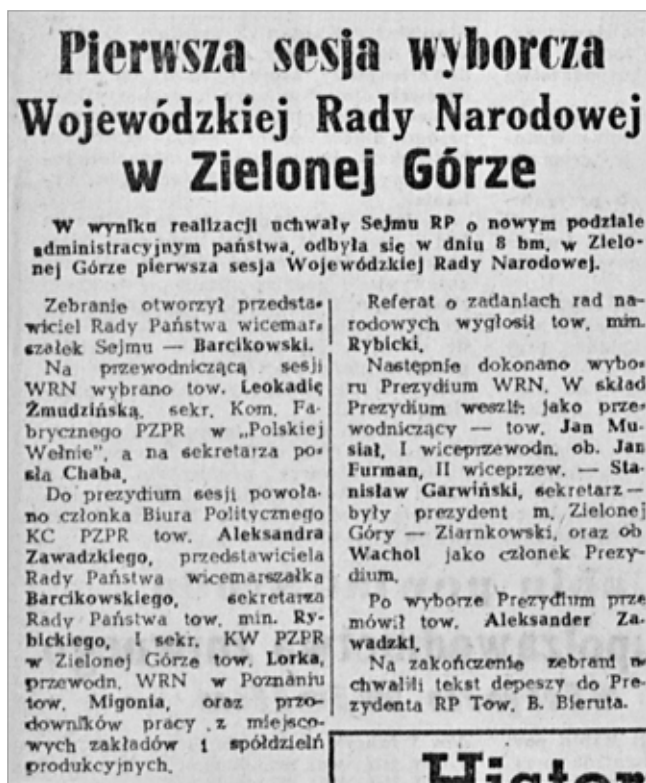 Pierwsza sesja wyborcza
Wojewódzkiej Rady Narodowej
w Zielonej Górze
W wyniku realizacji uchwały Sejmu RP o nowym podziale
administracyjnym państwa, odbyła się w dniu 8 bm. w Zielo-
nej Górze pierwsza sesja Wojewódzkiej Rady Narodowej.
Zebranie otworzył przedsta-
wiciel Rady Państwa wicemar-
szałek Sejmu — Barcikowski.
Na przewodniczącą sesji
WRN wybrano tow. Leokadię
Żmudzińską, sekr. Kom. Fa-
brycznego PZPR w „Polskiej
Wełnie", a na sekretarza po-
sła Chaba.
Do prezydium sesji powoła-
no członka Biura Politycznego
KC PZPR tow. Aleksandra
Zawadzkiego, przedstawiciela
Rady Państwa wicemarszałka
Barcikowskiego, sekretarza
Rady Państwa tow. min. Ry-
bickiego, I sekr. KW PZPR
w Zielonej Górze tow. Lorka,
przewodn. WRN w Poznaniu
tow. Migonia, oraz przo-
downików pracy z miejsco-
wych zakładów i spółdzielń
produkcyjnych.
Referat o zadaniach rad na-
rodowych wygłosił tow. min.
Rybicki.
Następnie dokonano wybo-
ru Prezydium WRN. W skład
Prezydium weszli: jako prze-
wodniczący — tow. Jan Mu-
siał, I wiceprzewodn. ob. Jan
Furman, II wiceprzew. — Sta-
nisław Garwiński, sekretarz —
były prezydent m. Zielonej
Góry — Ziarnkowski, oraz ob
Wachol jako członek Prezy-
dium.
Po wyborze Prezydium prze
mówił tow. Aleksander Za-
wadzki.
Na zakończenie zebrani u-
chwalili tekst depeszy do Pre-
zydenta RP Tow. B. Bieruta.